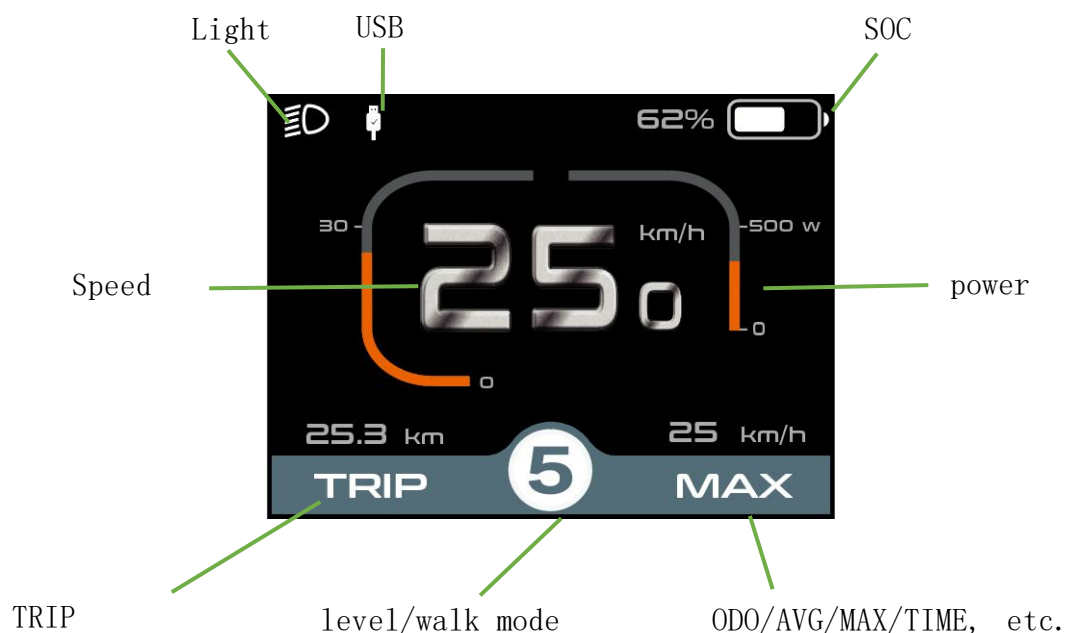 Light USB SOC
62%
30 km/h 500 W
Speed 25.0 power
0
0
25.3 km 25 km/h
TRIP 5 MAX
TRIP level/walk mode ODO/AVG/MAX/TIME, etc.